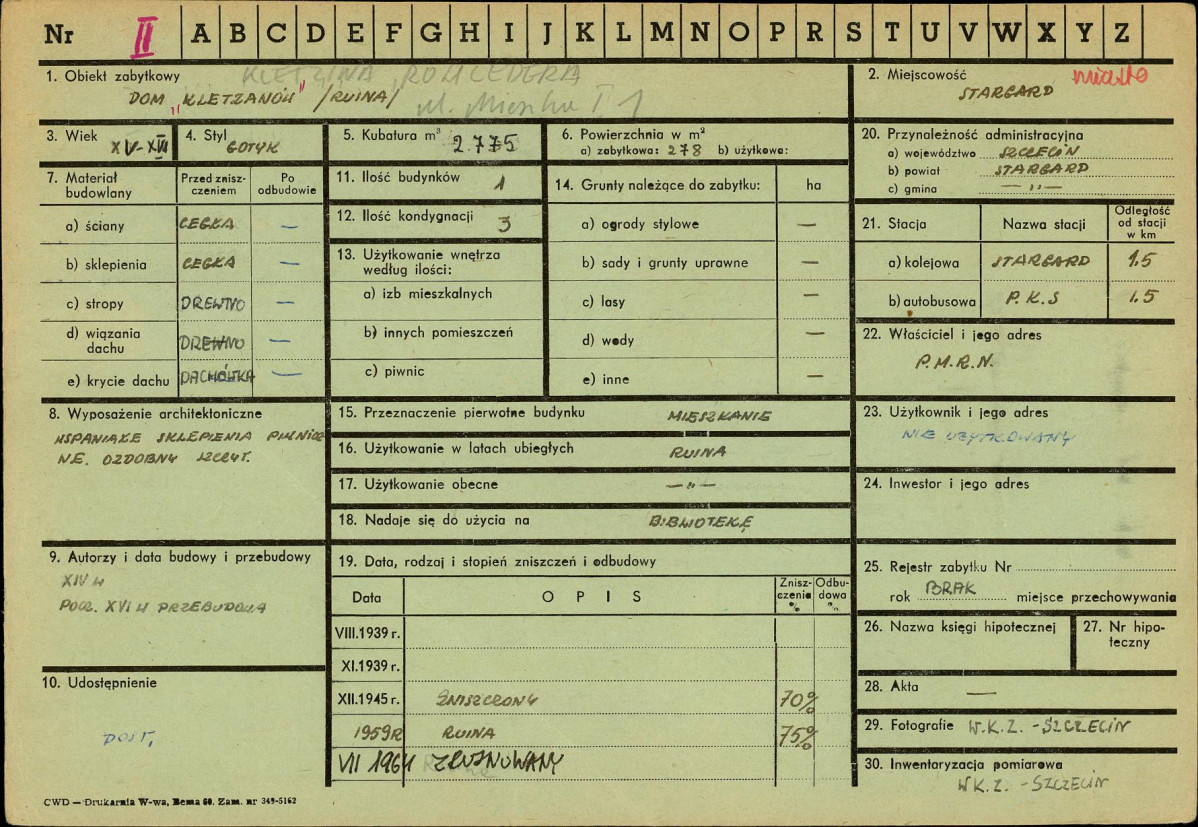 Nr II A B C D E F G H I J K L M N O P R S T U V W X Y Z
1. Obiekt zabytkowy
DOM „KLETZANÓW" /RUINA/
ul. Mieszka I 1
2. Miejscowość miasto
STARGARD
3. Wiek
4. Styl GOTYK
5. Kubatura m³ 2775
6. Powierzchnia w m²
a) zabytkowa: 278 b) użytkowa:
7. Materiał budowlany
Przed zniszczeniem
Po odbudowie
a) ściany CEGŁA —
b) sklepienia CEGŁA —
c) stropy DREWNO —
d) wiązania dachu DREWNO —
e) krycie dachu DACHÓWKA —
8. Wyposażenie architektoniczne
WSPANIAŁE SKLEPIENIA PIWNICZ
NE. OZDOBNY SZCZYT.
9. Autorzy i data budowy i przebudowy
XIV W
POCZ. XVI W PRZEBUDOWA
10. Udostępnienie
DOST.
11. Ilość budynków 1
12. Ilość kondygnacji 3
13. Użytkowanie wnętrza
według ilości:
a) izb mieszkalnych
b) innych pomieszczeń
c) piwnic
14. Grunty należące do zabytku: ha
a) ogrody stylowe —
b) sady i grunty uprawne —
c) lasy —
d) wody —
e) inne —
15. Przeznaczenie pierwotne budynku MIESZKANIE
16. Użytkowanie w latach ubiegłych RUINA
17. Użytkowanie obecne —"—
18. Nadaje się do użycia na BIBLIOTEKĘ
19. Data, rodzaj i stopień zniszczeń i odbudowy
Data OPIS Zniszczenia % Odbudowa %
VIII.1939 r.
XI.1939 r.
XII.1945 r. ZNISZCZONY 70%
1959R RUINA 75%
VII 1964 ZRUJNOWANY
20. Przynależność administracyjna
a) województwo SZCZECIN
b) powiat STARGARD
c) gmina —"—
21. Stacja
Nazwa stacji
Odległość od stacji w km
a) kolejowa STARGARD 1.5
b) autobusowa P.K.S 1.5
22. Właściciel i jego adres
P.M.R.N.
23. Użytkownik i jego adres
NIE UŻYTKOWANY
24. Inwestor i jego adres
25. Rejestr zabytku Nr
rok BRAK miejsce przechowywania
26. Nazwa księgi hipotecznej
27. Nr hipoteczny
28. Akta —
29. Fotografie W.K.Z. - SZCZECIN
30. Inwentaryzacja pomiarowa
W.K.Z. - SZCZECIN
CWD — Drukarnia W-wa, Bema 60. Zam. nr 349-5162